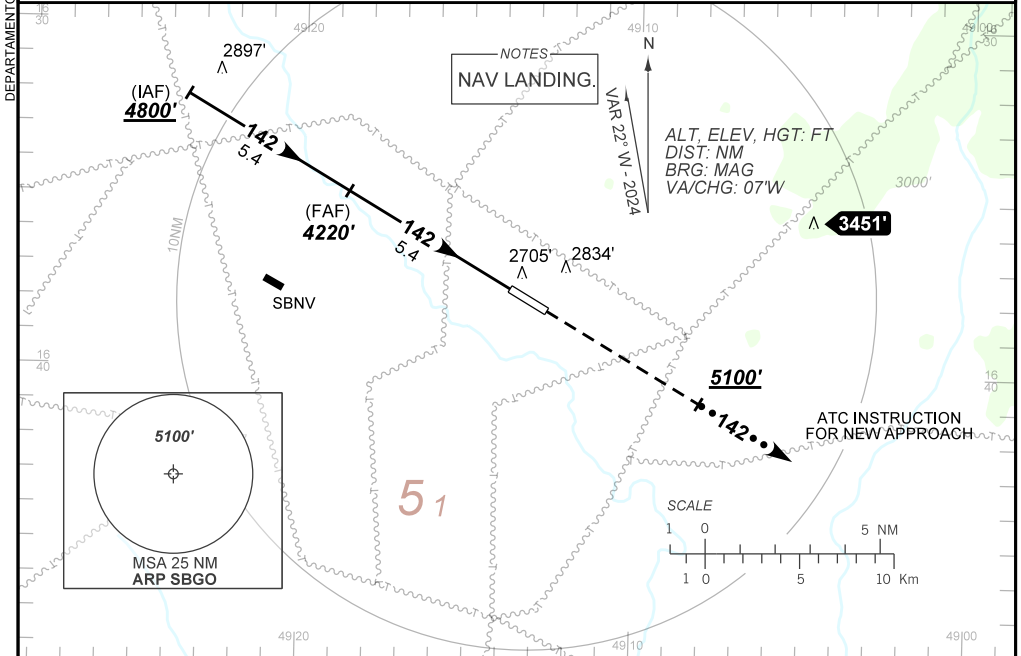 DEPARTAMENTO
16
30
49 20
49 10
49 00
30
2897'
NOTES
NAV LANDING.
N
VAR 22° W - 2024
(IAF)
4800'
ALT, ELEV, HGT: FT
DIST: NM
BRG: MAG
VA/CHG: 07'W
142
5.4
3000'
(FAF)
4220'
3451'
10NM
142
5.4
2705'
2834'
SBNV
16
40
16
40
5100'
142
ATC INSTRUCTION
FOR NEW APPROACH
5100'
MSA 25 NM
ARP SBGO
5 1
SCALE
1 0 5 NM
1 0 5 10 Km
49 20
49 10
49 00